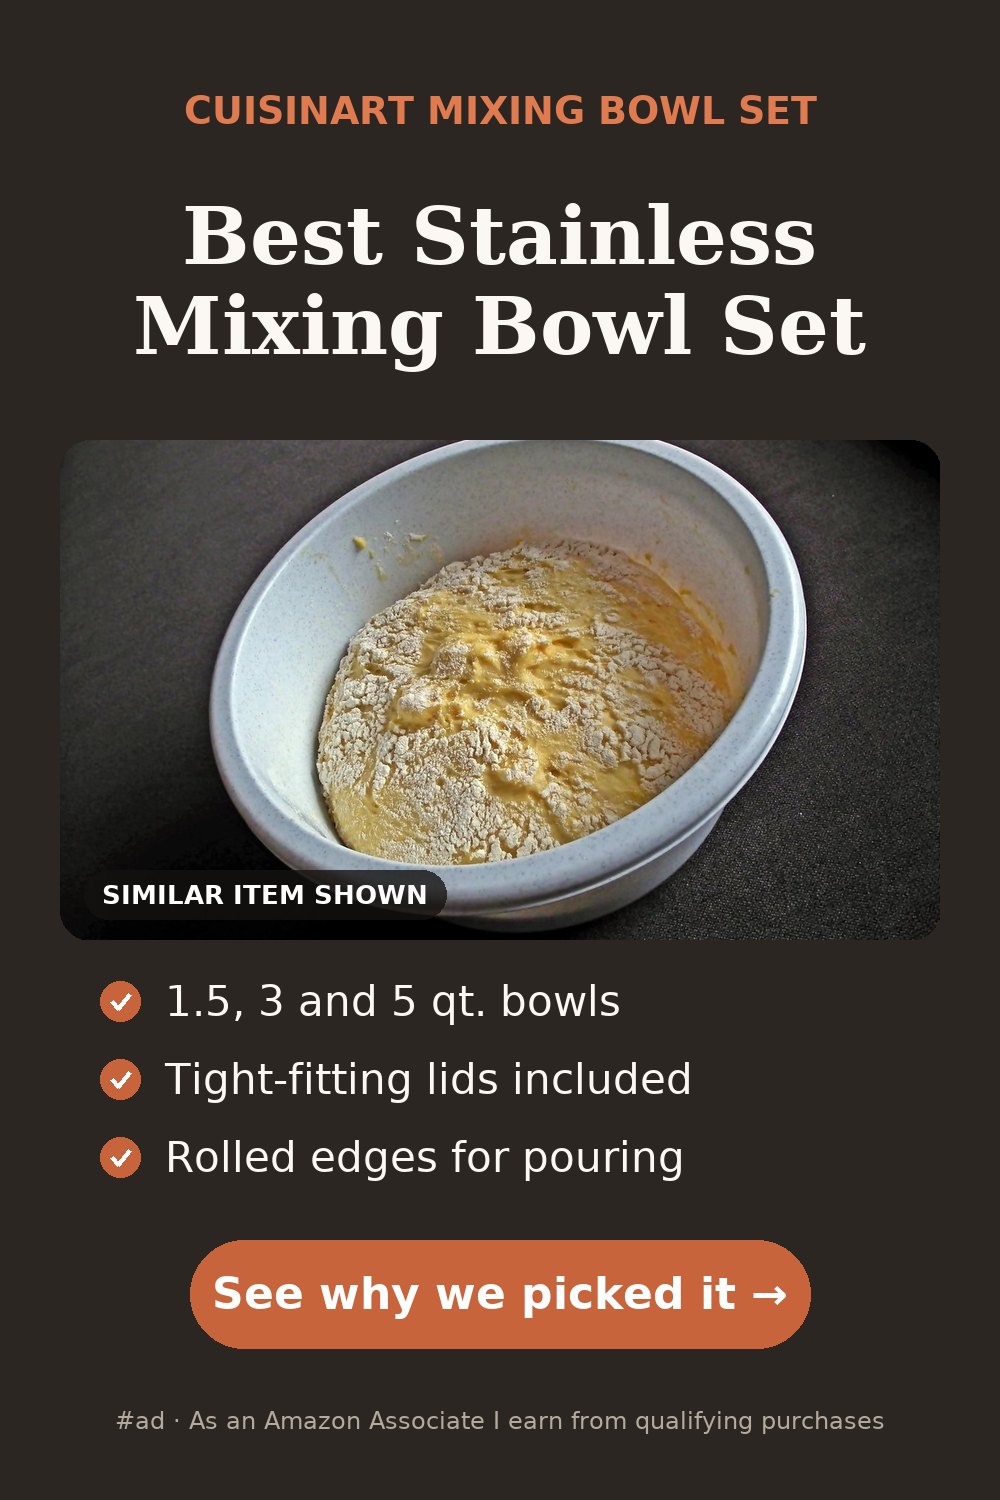 CUISINART MIXING BOWL SET
Best Stainless
Mixing Bowl Set
SIMILAR ITEM SHOWN
1.5, 3 and 5 qt. bowls
Tight-fitting lids included
Rolled edges for pouring
See why we picked it →
#ad · As an Amazon Associate I earn from qualifying purchases